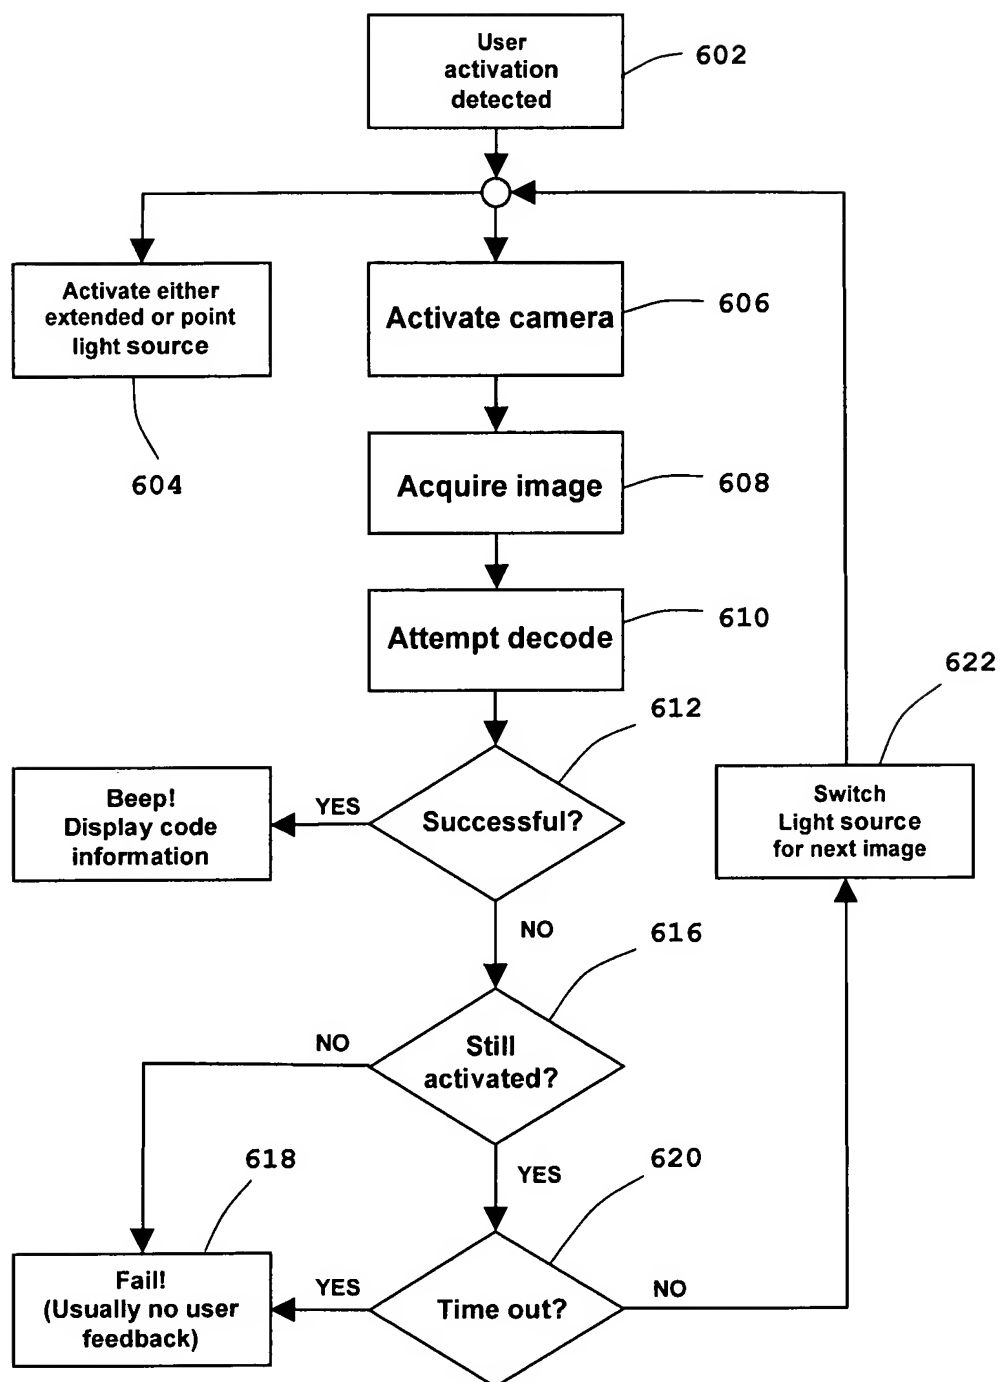 User
activation
detected
602
Activate either
extended or point
light source
604
Activate camera
606
Acquire image
608
Attempt decode
610
612
622
Beep!
Display code
information
YES
Successful?
Switch
Light source
for next image
NO
616
NO
Still
activated?
618
YES
620
Fail!
(Usually no user
feedback)
YES
Time out?
NO